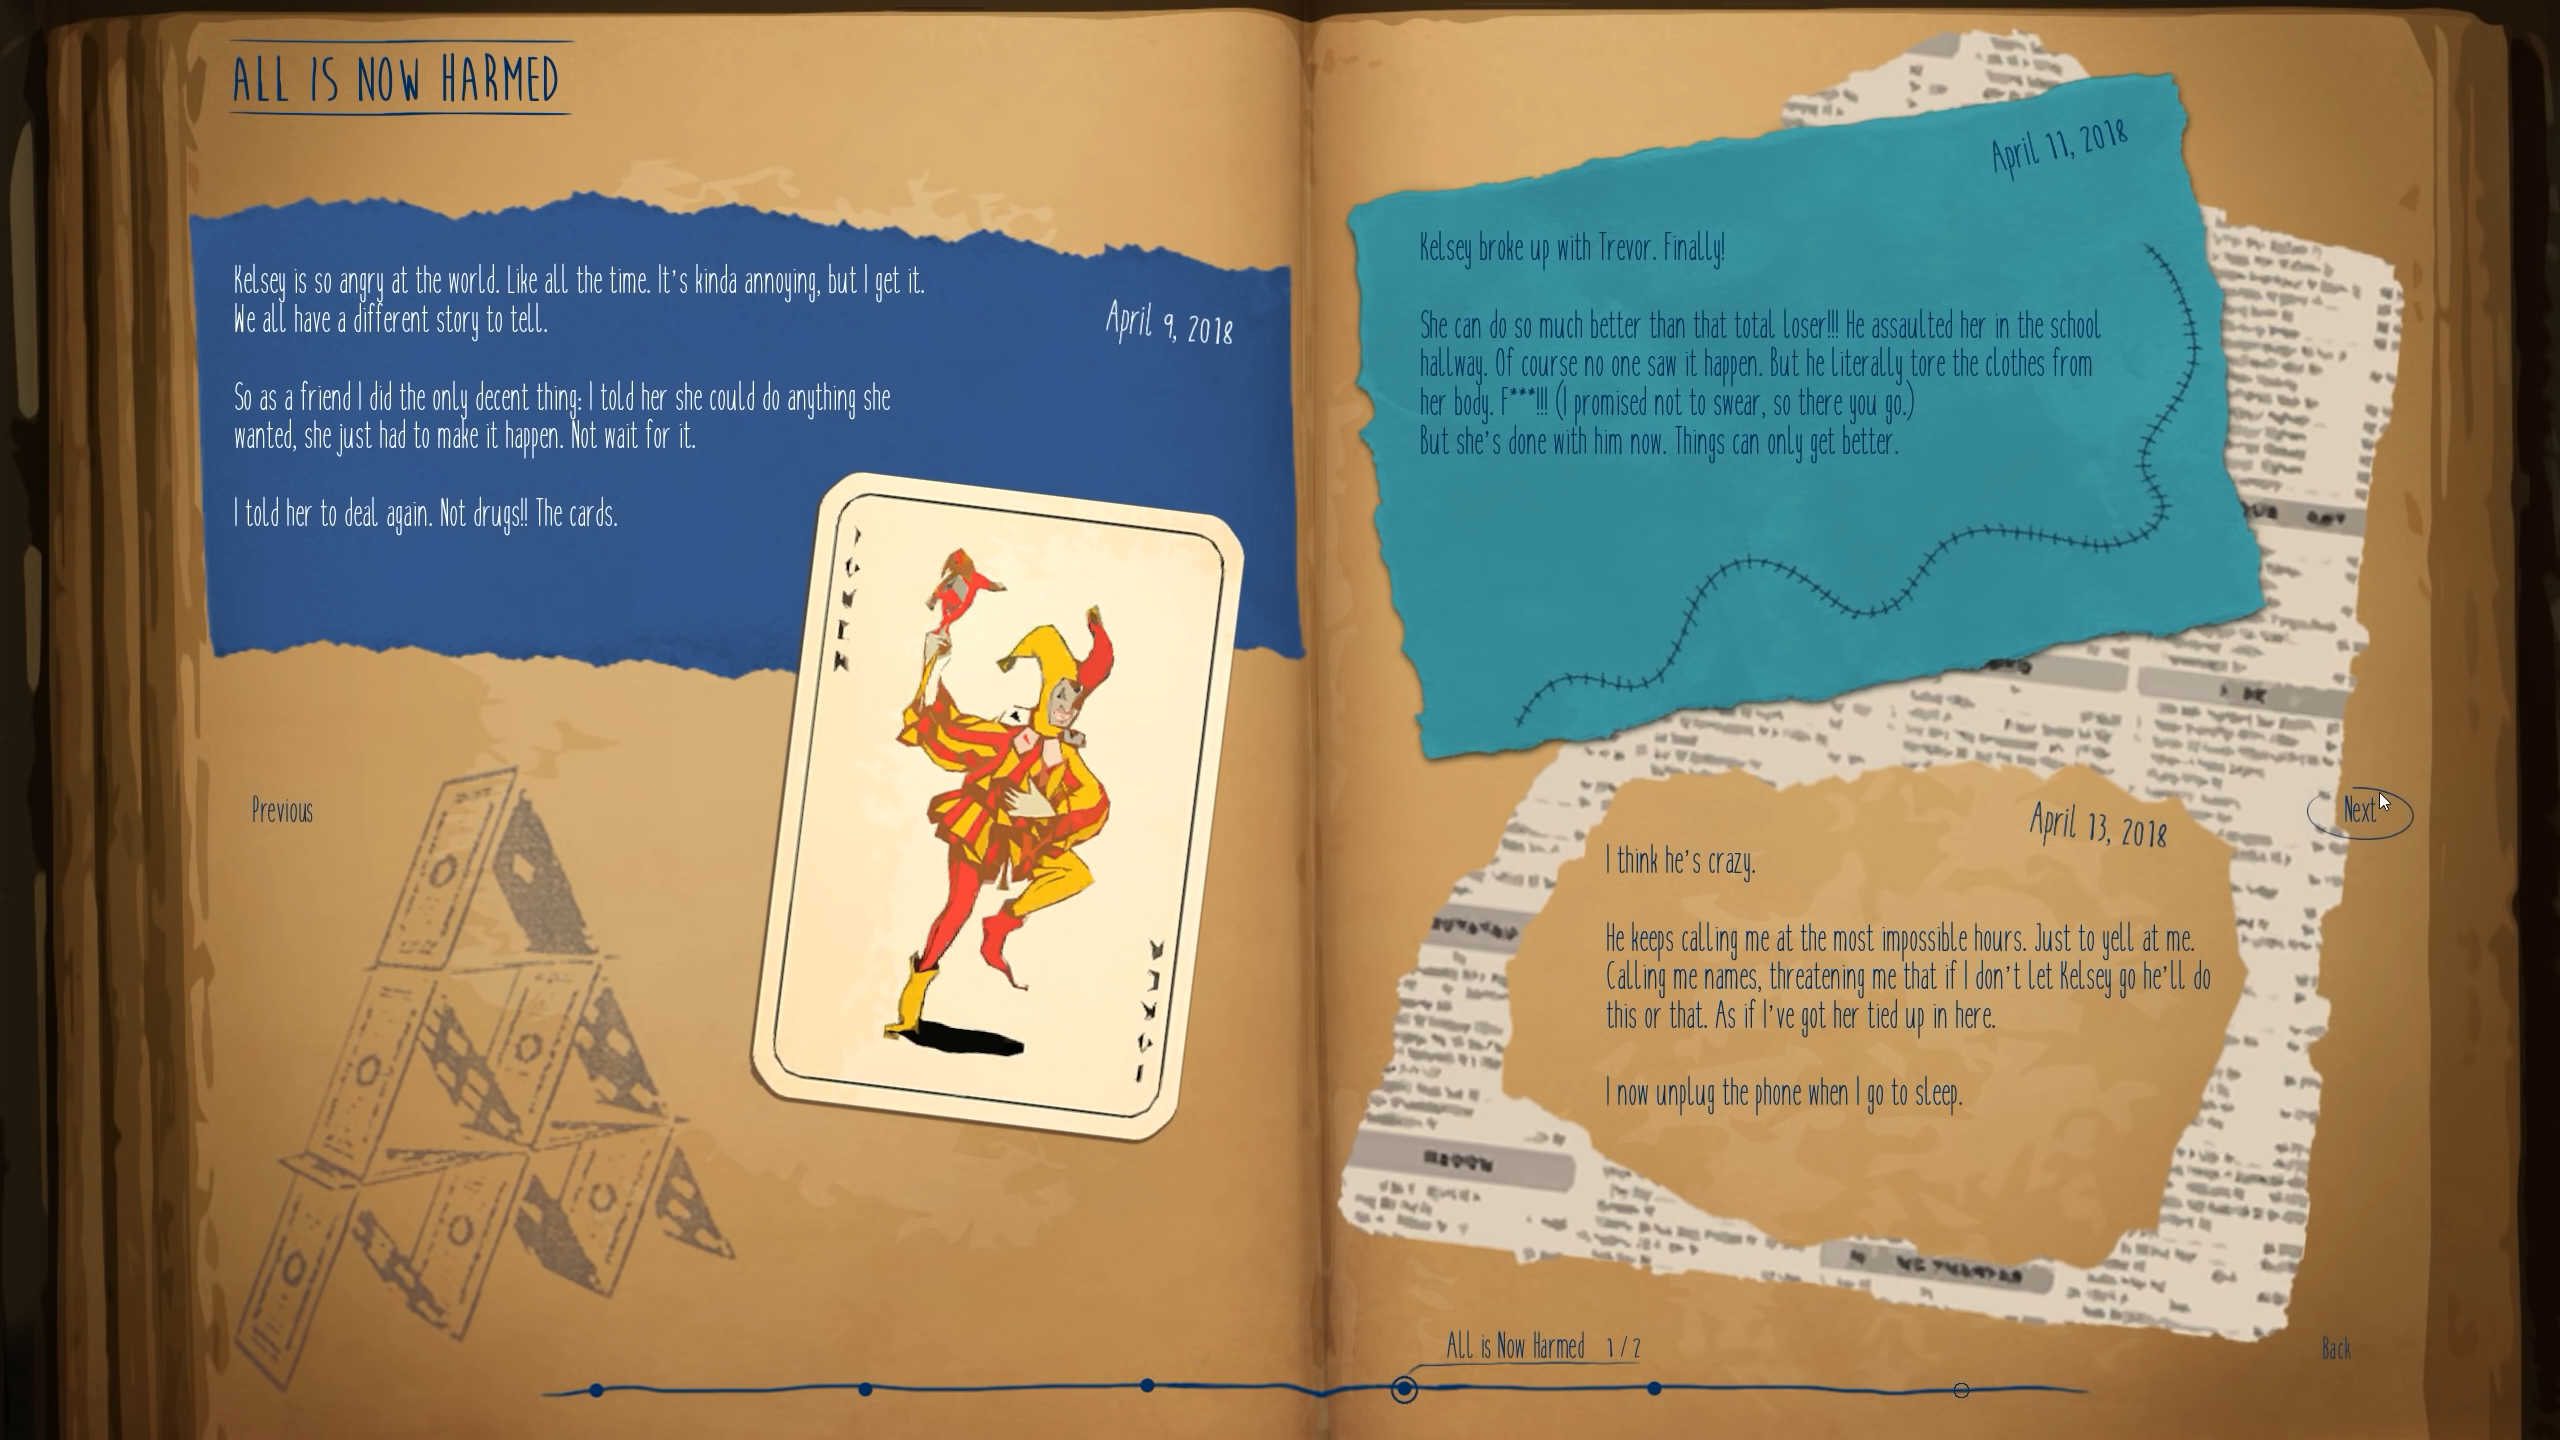 ALL IS NOW HARMED
Kelsey is so angry at the world. Like all the time. It's kinda annoying, but I get it.
We all have a different story to tell.
April 9, 2018
So as a friend I did the only decent thing: I told her she could do anything she
wanted, she just had to make it happen. Not wait for it.
I told her to deal again. Not drugs!! The cards.
JOKER
JOKER
Previous
April 11, 2018
Kelsey broke up with Trevor. Finally!
She can do so much better than that total loser!!! He assaulted her in the school
hallway. Of course no one saw it happen. But he literally tore the clothes from
her body. F***!!! (I promised not to swear, so there you go.)
But she's done with him now. Things can only get better.
Next
April 13, 2018
I think he's crazy.
He keeps calling me at the most impossible hours. Just to yell at me.
Calling me names, threatening me that if I don't let Kelsey go he'll do
this or that. As if I've got her tied up in here.
I now unplug the phone when I go to sleep.
All is Now Harmed 1 / 2
Back